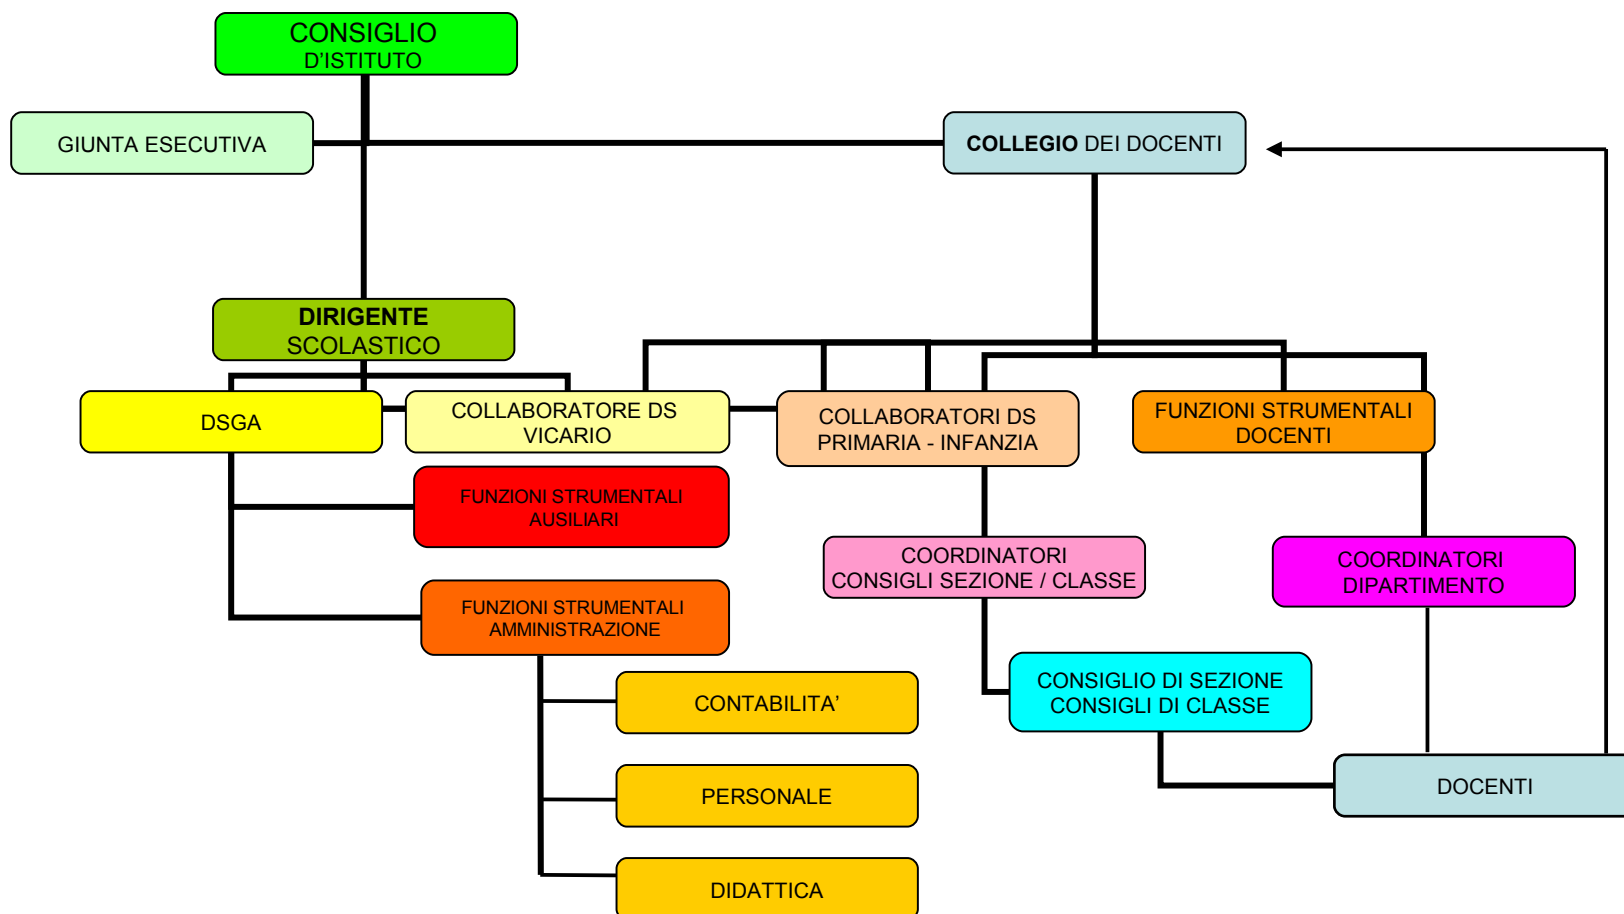 CONSIGLIO
D'ISTITUTO
GIUNTA ESECUTIVA
COLLEGIO DEI DOCENTI
DIRIGENTE
SCOLASTICO
DSGA
COLLABORATORE DS
VICARIO
COLLABORATORI DS
PRIMARIA - INFANZIA
FUNZIONI STRUMENTALI
DOCENTI
FUNZIONI STRUMENTALI
AUSILIARI
COORDINATORI
CONSIGLI SEZIONE / CLASSE
COORDINATORI
DIPARTIMENTO
FUNZIONI STRUMENTALI
AMMINISTRAZIONE
CONSIGLIO DI SEZIONE
CONSIGLI DI CLASSE
CONTABILITA’
PERSONALE
DOCENTI
DIDATTICA